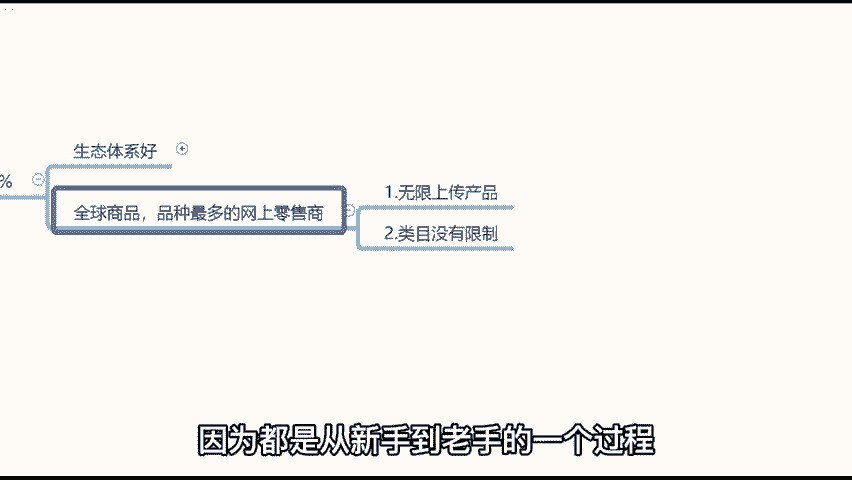 生态体系好
%
全球商品，品种最多的网上零售商
1.无限上传产品
2.类目没有限制
因为都是从新手到老手的一个过程